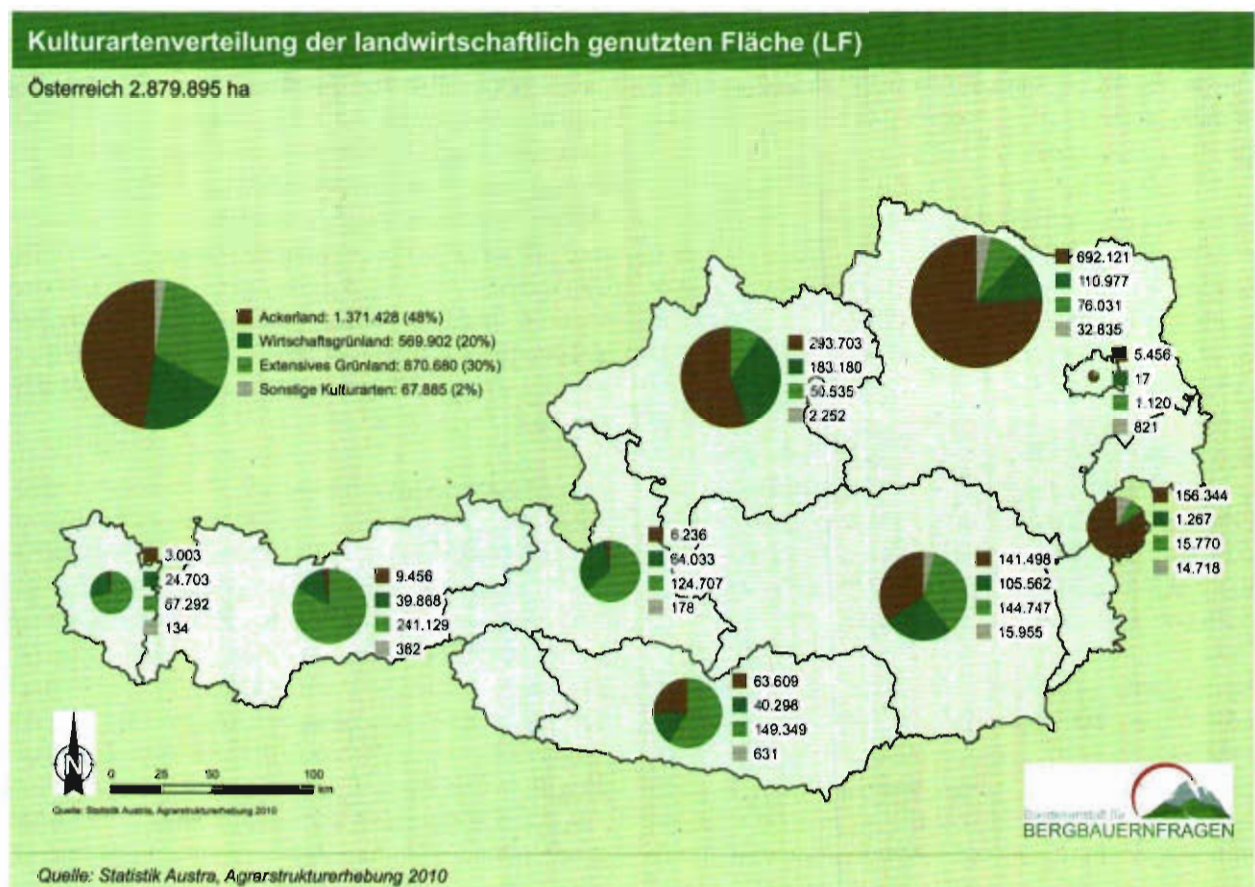 Kulturartenverteilung der landwirtschaftlich genutzten Fläche (LF)
Österreich 2.879.895 ha
Ackerland: 1.371.428 (48%)
Wirtschaftsgrünland: 569.902 (20%)
Extensives Grünland: 870.680 (30%)
Sonstige Kulturarten: 67.885 (2%)
692.121
110.977
76.031
32.835
293.703
183.180
50.535
2.252
5.456
17
1.120
821
156.344
1.267
15.770
14.718
3.003
24.703
67.292
134
9.456
39.868
241.129
362
6.236
64.033
124.707
178
141.498
105.562
144.747
15.955
63.609
40.298
149.349
631
N
0 25 50 100
km
Quelle: Statistik Austria, Agrarstrukturerhebung 2010
Bundesanstalt für
BERGBAUERNFRAGEN
Quelle: Statistik Austra, Agrarstrukturerhebung 2010